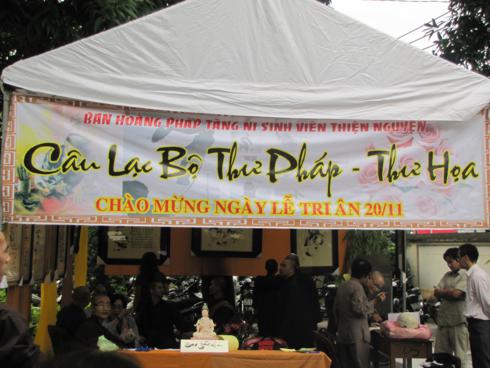 BAN HOẰNG PHÁP TĂNG NI SINH VIÊN THIỆN NGUYỆN
Câu Lạc Bộ Thư Pháp - Thư Họa
CHÀO MỪNG NGÀY LỄ TRI ÂN 20/11